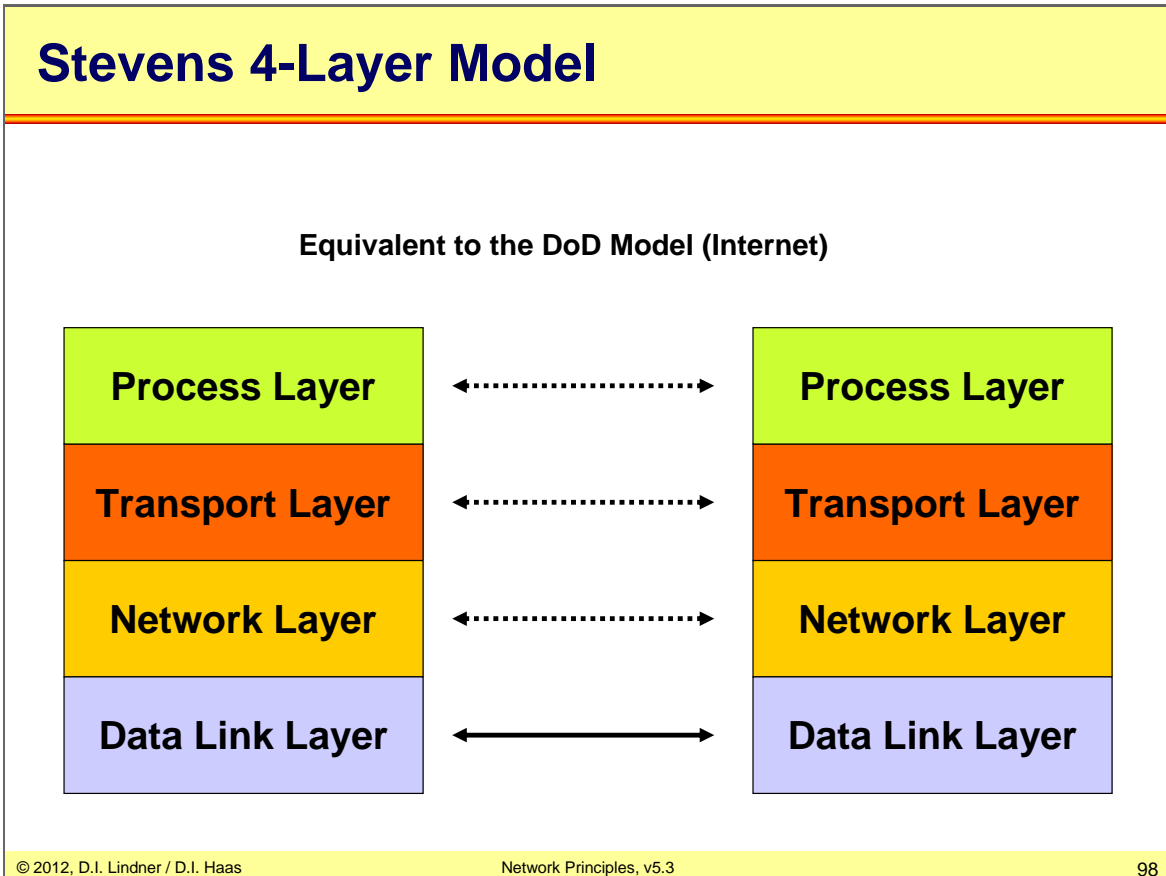 Stevens 4-Layer Model
Equivalent to the DoD Model (Internet)
Process Layer
Process Layer
Transport Layer
Transport Layer
Network Layer
Network Layer
Data Link Layer
Data Link Layer
© 2012, D.I. Lindner / D.I. Haas
Network Principles, v5.3
98